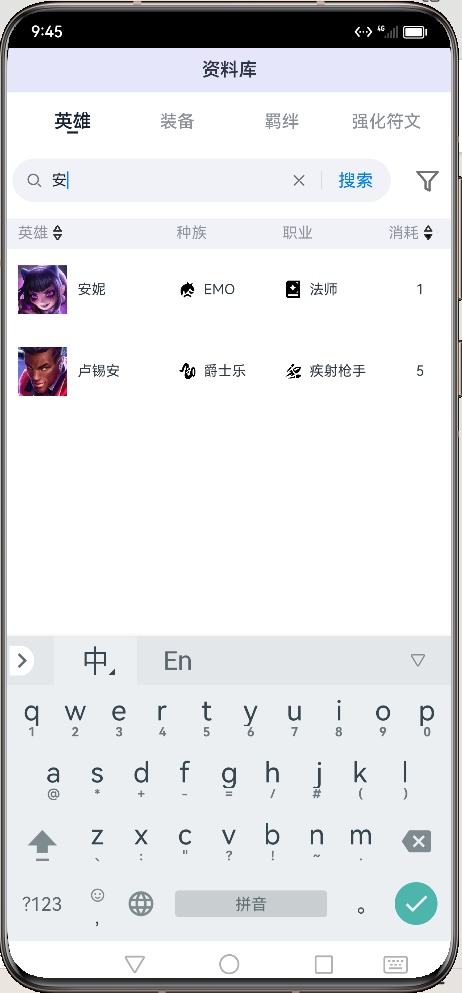 9:45 4G
资料库
英雄 装备 羁绊 强化符文
安 搜索
英雄 种族 职业 消耗
安妮 EMO 法师 1
卢锡安 爵士乐 疾射枪手 5
中 En
q w e r t y u i o p
1 2 3 4 5 6 7 8 9 0
a s d f g h j k l
@ * + - = / # ( )
z x c v b n m
、 : " ? ! ~ .
?123 , 拼音 。